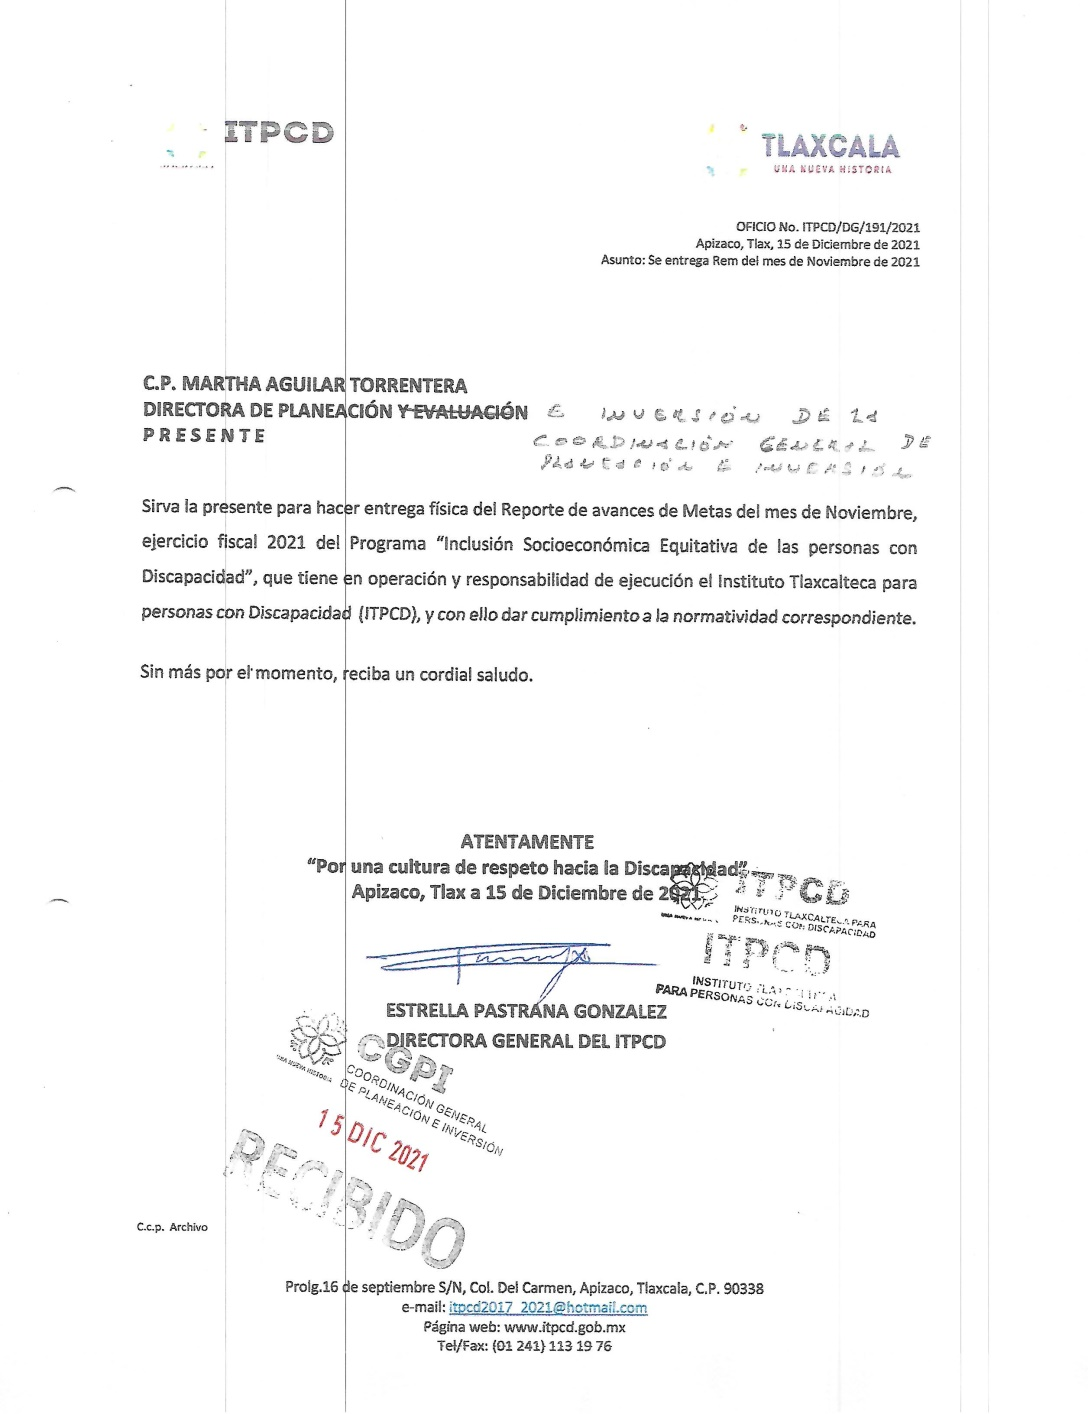 ITPCD
TLAXCALA
UNA NUEVA HISTORIA
OFICIO No. ITPCD/DG/191/2021
Apizaco, Tlax, 15 de Diciembre de 2021
Asunto: Se entrega Rem del mes de Noviembre de 2021
C.P. MARTHA AGUILAR TORRENTERA
DIRECTORA DE PLANEACIÓN Y EVALUACIÓN E INVERSIÓN DE LA
PRESENTE COORDINACIÓN GENERAL DE
PLANEACIÓN E INVERSIÓN
Sirva la presente para hacer entrega física del Reporte de avances de Metas del mes de Noviembre,
ejercicio fiscal 2021 del Programa “Inclusión Socioeconómica Equitativa de las personas con
Discapacidad”, que tiene en operación y responsabilidad de ejecución el Instituto Tlaxcalteca para
personas con Discapacidad (ITPCD), y con ello dar cumplimiento a la normatividad correspondiente.
Sin más por el momento, reciba un cordial saludo.
ATENTAMENTE
“Por una cultura de respeto hacia la Discapacidad”
Apizaco, Tlax a 15 de Diciembre de 2021
ITPCD
INSTITUTO TLAXCALTECA PARA
PERSONAS CON DISCAPACIDAD
ITPCD
INSTITUTO TLAXCALTECA
PARA PERSONAS CON DISCAPACIDAD
ESTRELLA PASTRANA GONZALEZ
DIRECTORA GENERAL DEL ITPCD
CGPI
UNA NUEVA HISTORIA
COORDINACIÓN GENERAL
DE PLANEACIÓN E INVERSIÓN
15 DIC 2021
RECIBIDO
C.c.p. Archivo
Prolg.16 de septiembre S/N, Col. Del Carmen, Apizaco, Tlaxcala, C.P. 90338
e-mail: itpcd2017_2021@hotmail.com
Página web: www.itpcd.gob.mx
Tel/Fax: (01 241) 113 19 76